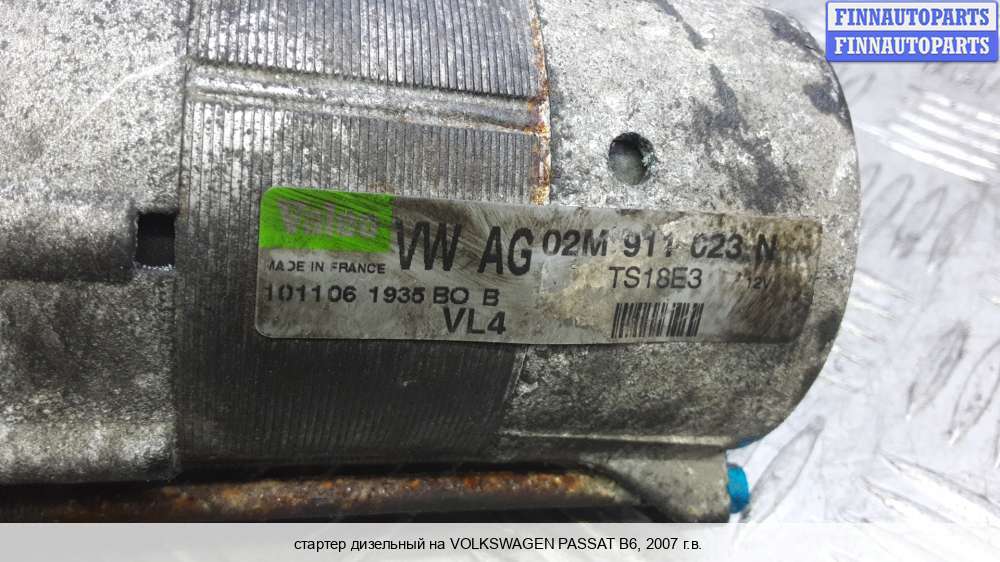 FINNAUTOPARTS
FINNAUTOPARTS
Valeo
VW AG
02M 911 023 N
MADE IN FRANCE
TS18E3
12V
101106 1935 BO B
VL4
стартер дизельный на VOLKSWAGEN PASSAT B6, 2007 г.в.